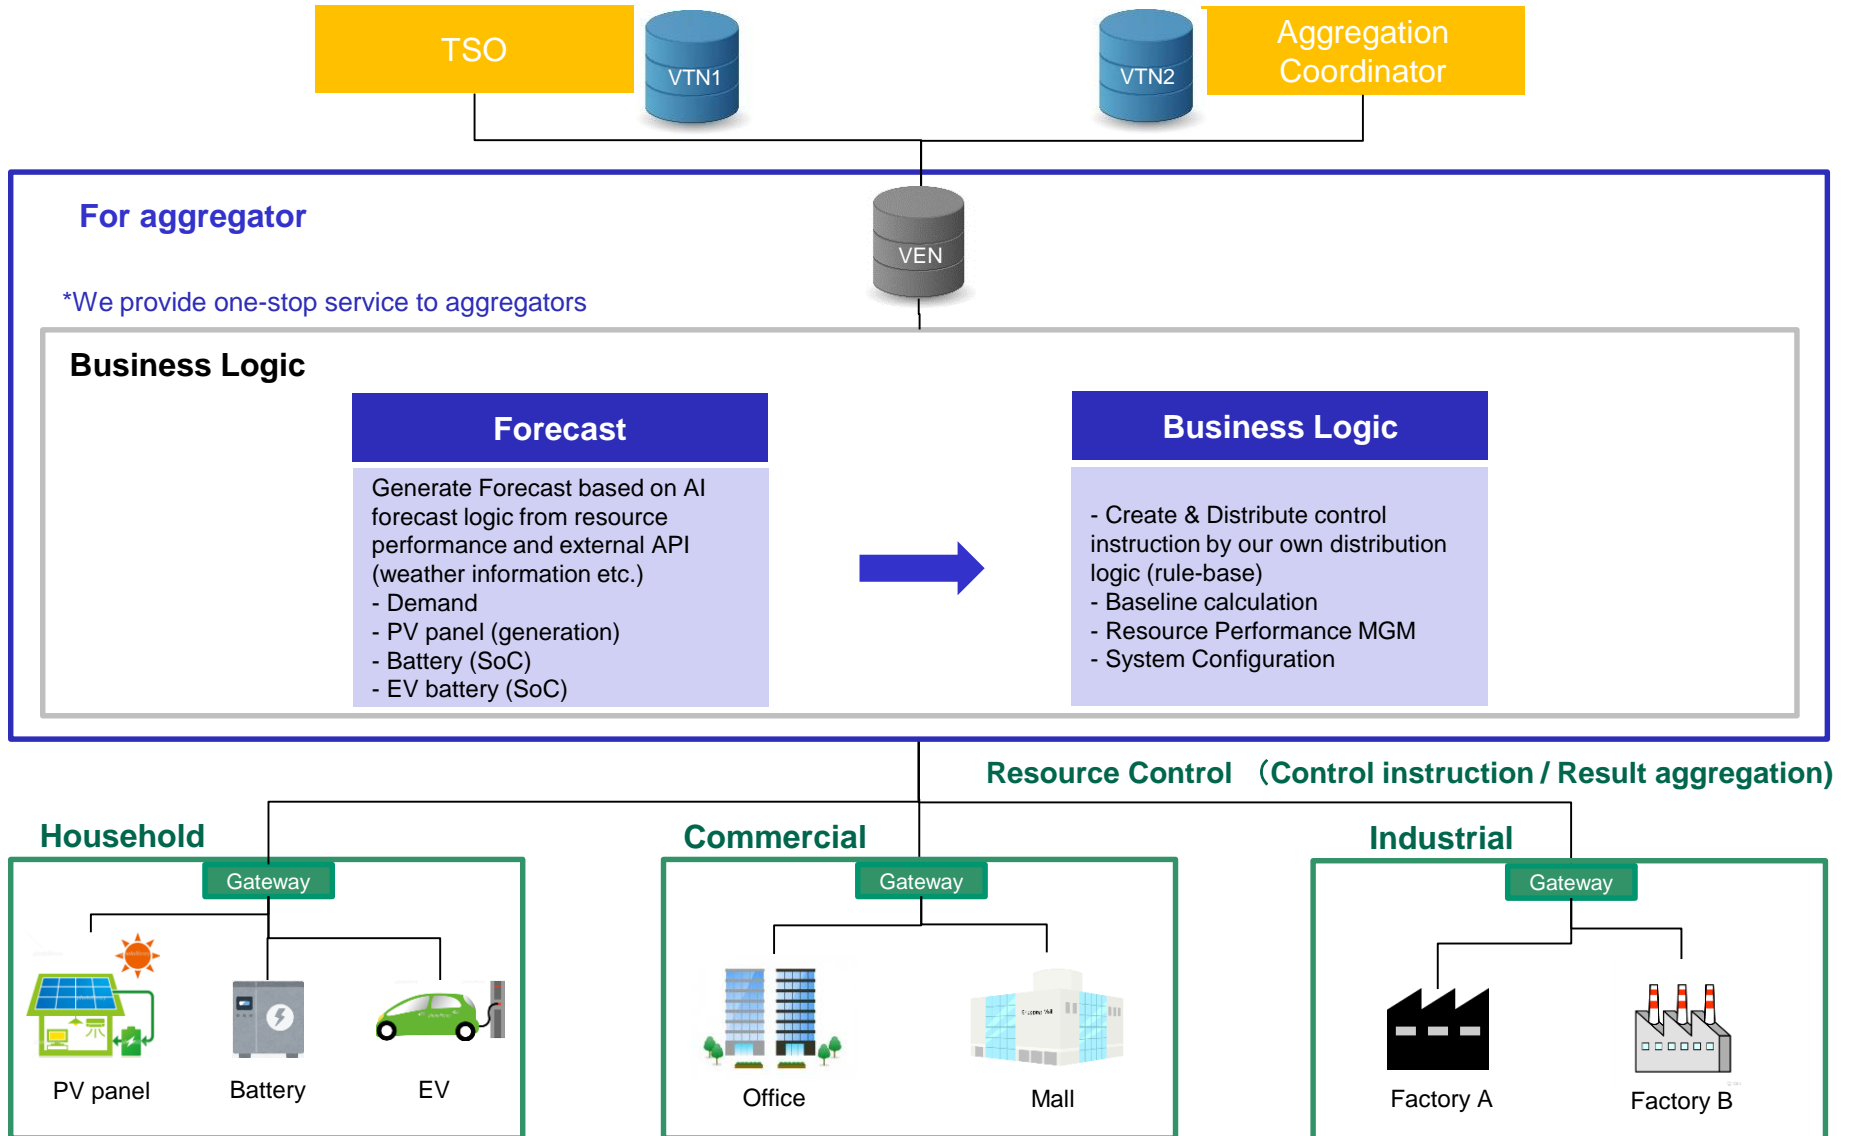 TSO
VTN1
VTN2
Aggregation
Coordinator
For aggregator
VEN
*We provide one-stop service to aggregators
Business Logic
Forecast
Generate Forecast based on AI
forecast logic from resource
performance and external API
(weather information etc.)
- Demand
- PV panel (generation)
- Battery (SoC)
- EV battery (SoC)
Business Logic
- Create & Distribute control
instruction by our own distribution
logic (rule-base)
- Baseline calculation
- Resource Performance MGM
- System Configuration
Resource Control （Control instruction / Result aggregation)
Household
Gateway
PV panel
Battery
EV
Commercial
Gateway
Office
Mall
Industrial
Gateway
Factory A
Factory B